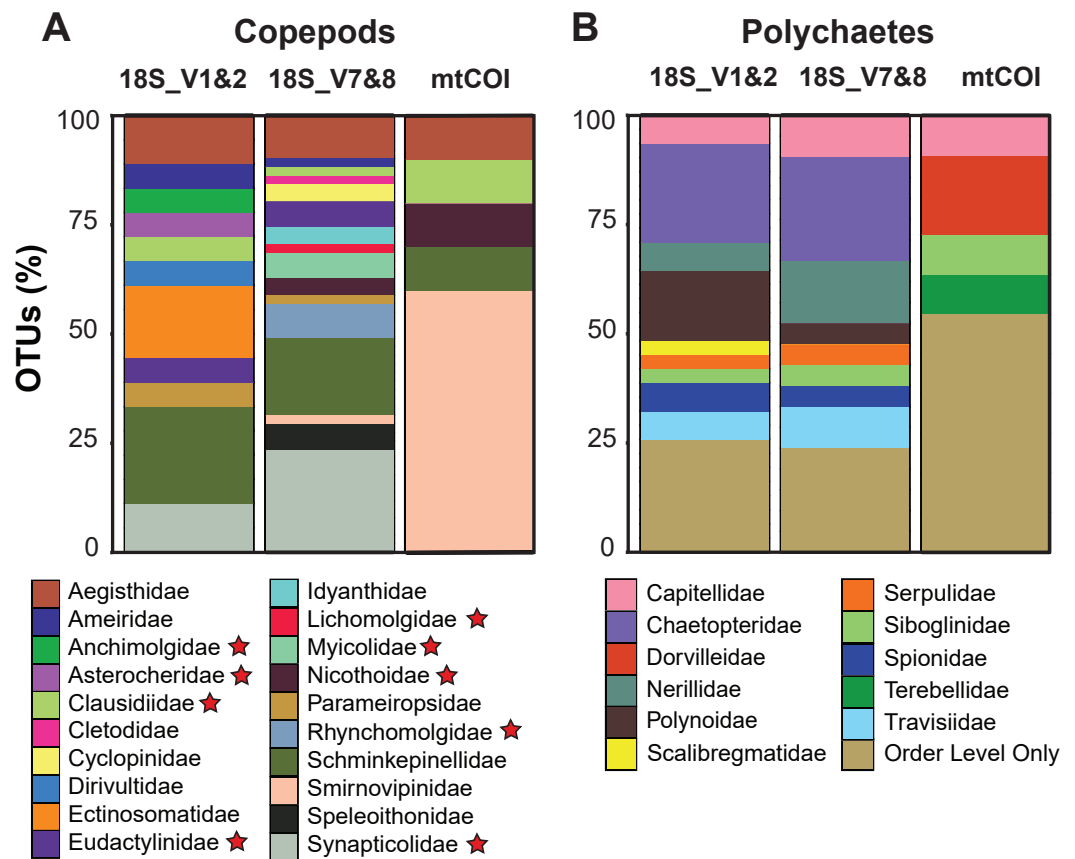 A
Copepods
18S_V1&2 18S_V7&8 mtCOI
OTUs (%)
100
75
50
25
0
Aegisthidae
Ameiridae
Anchimolgidae
Asterocheridae
Clausidiidae
Cletodidae
Cyclopinidae
Dirivultidae
Ectinosomatidae
Eudactylinidae
Idyanthidae
Lichomolgidae
Myicolidae
Nicothoidae
Parameiropsidae
Rhynchomolgidae
Schminkepinellidae
Smirnovipinidae
Speleoithonidae
Synapticolidae
B
Polychaetes
18S_V1&2 18S_V7&8 mtCOI
100
75
50
25
0
Capitellidae
Chaetopteridae
Dorvilleidae
Nerillidae
Polynoidae
Scalibregmatidae
Serpulidae
Siboglinidae
Spionidae
Terebellidae
Travisiidae
Order Level Only